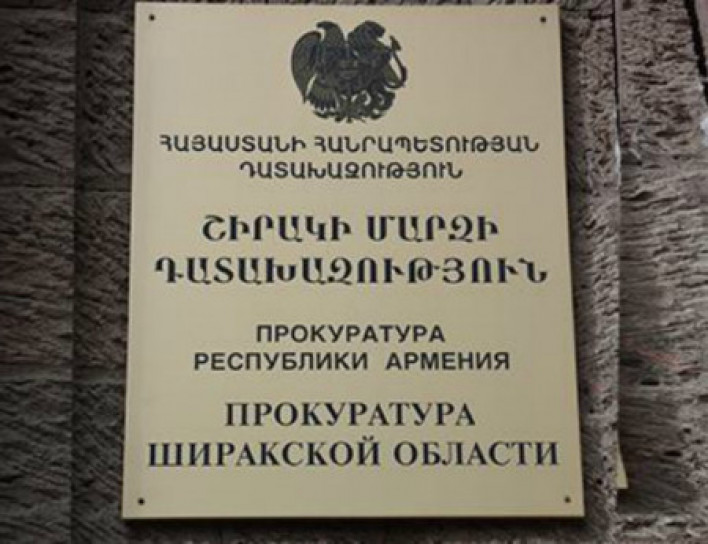 ՀԱՅԱՍՏԱՆԻ ՀԱՆՐԱՊԵՏՈՒԹՅԱՆ
ԴԱՏԱԽԱԶՈՒԹՅՈՒՆ
ՇԻՐԱԿԻ ՄԱՐԶԻ
ԴԱՏԱԽԱԶՈՒԹՅՈՒՆ
ПРОКУРАТУРА
РЕСПУБЛИКИ АРМЕНИЯ
ПРОКУРАТУРА
ШИРАКСКОЙ ОБЛАСТИ